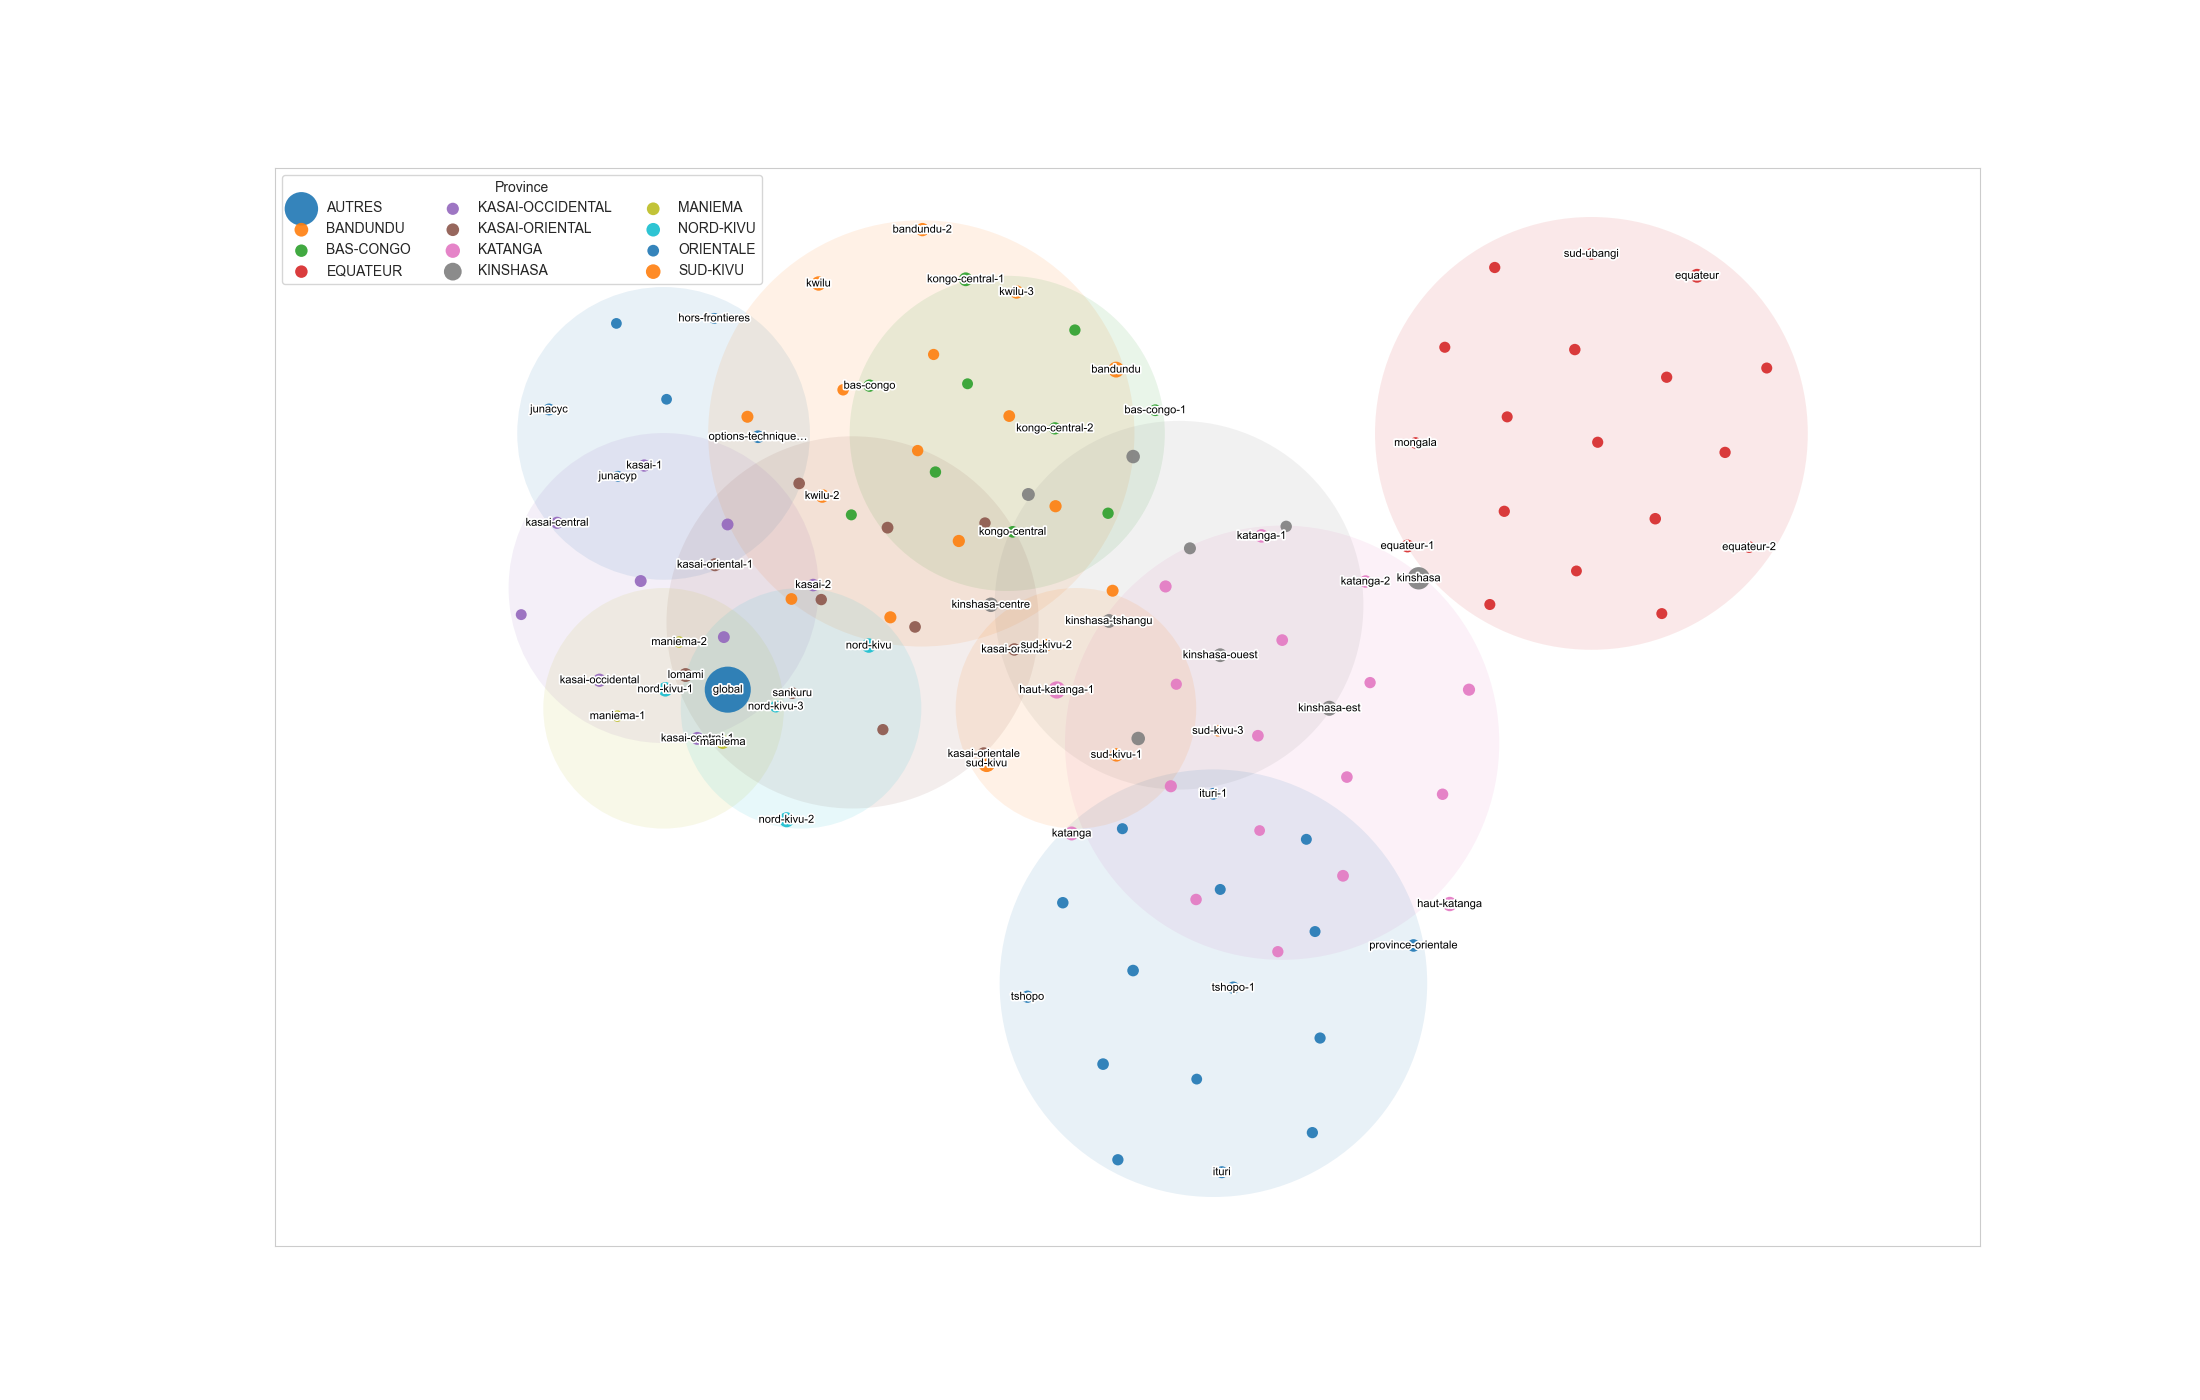 Province
AUTRES
BANDUNDU
BAS-CONGO
EQUATEUR
KASAI-OCCIDENTAL
KASAI-ORIENTAL
KATANGA
KINSHASA
MANIEMA
NORD-KIVU
ORIENTALE
SUD-KIVU
bandundu-2
sud-ubangi
equateur
kongo-central-1
kwilu
kwilu-3
hors-frontieres
bandundu
bas-congo
junacyc
bas-congo-1
kongo-central-2
options-technique...
mongala
kasai-1
junacyp
kwilu-2
kasai-central
kongo-central
katanga-1
equateur-1
equateur-2
kasai-oriental-1
kinshasa
katanga-2
kasai-2
kinshasa-centre
kinshasa-tshangu
maniema-2
nord-kivu
sud-kivu-2
kasai-oriental
kinshasa-ouest
lomami
kasai-occidental
nord-kivu-1
global
haut-katanga-1
sankuru
nord-kivu-3
kinshasa-est
maniema-1
sud-kivu-3
kasai-central-1
maniema
kasai-orientale
sud-kivu-1
sud-kivu
ituri-1
nord-kivu-2
katanga
haut-katanga
province-orientale
tshopo-1
tshopo
ituri